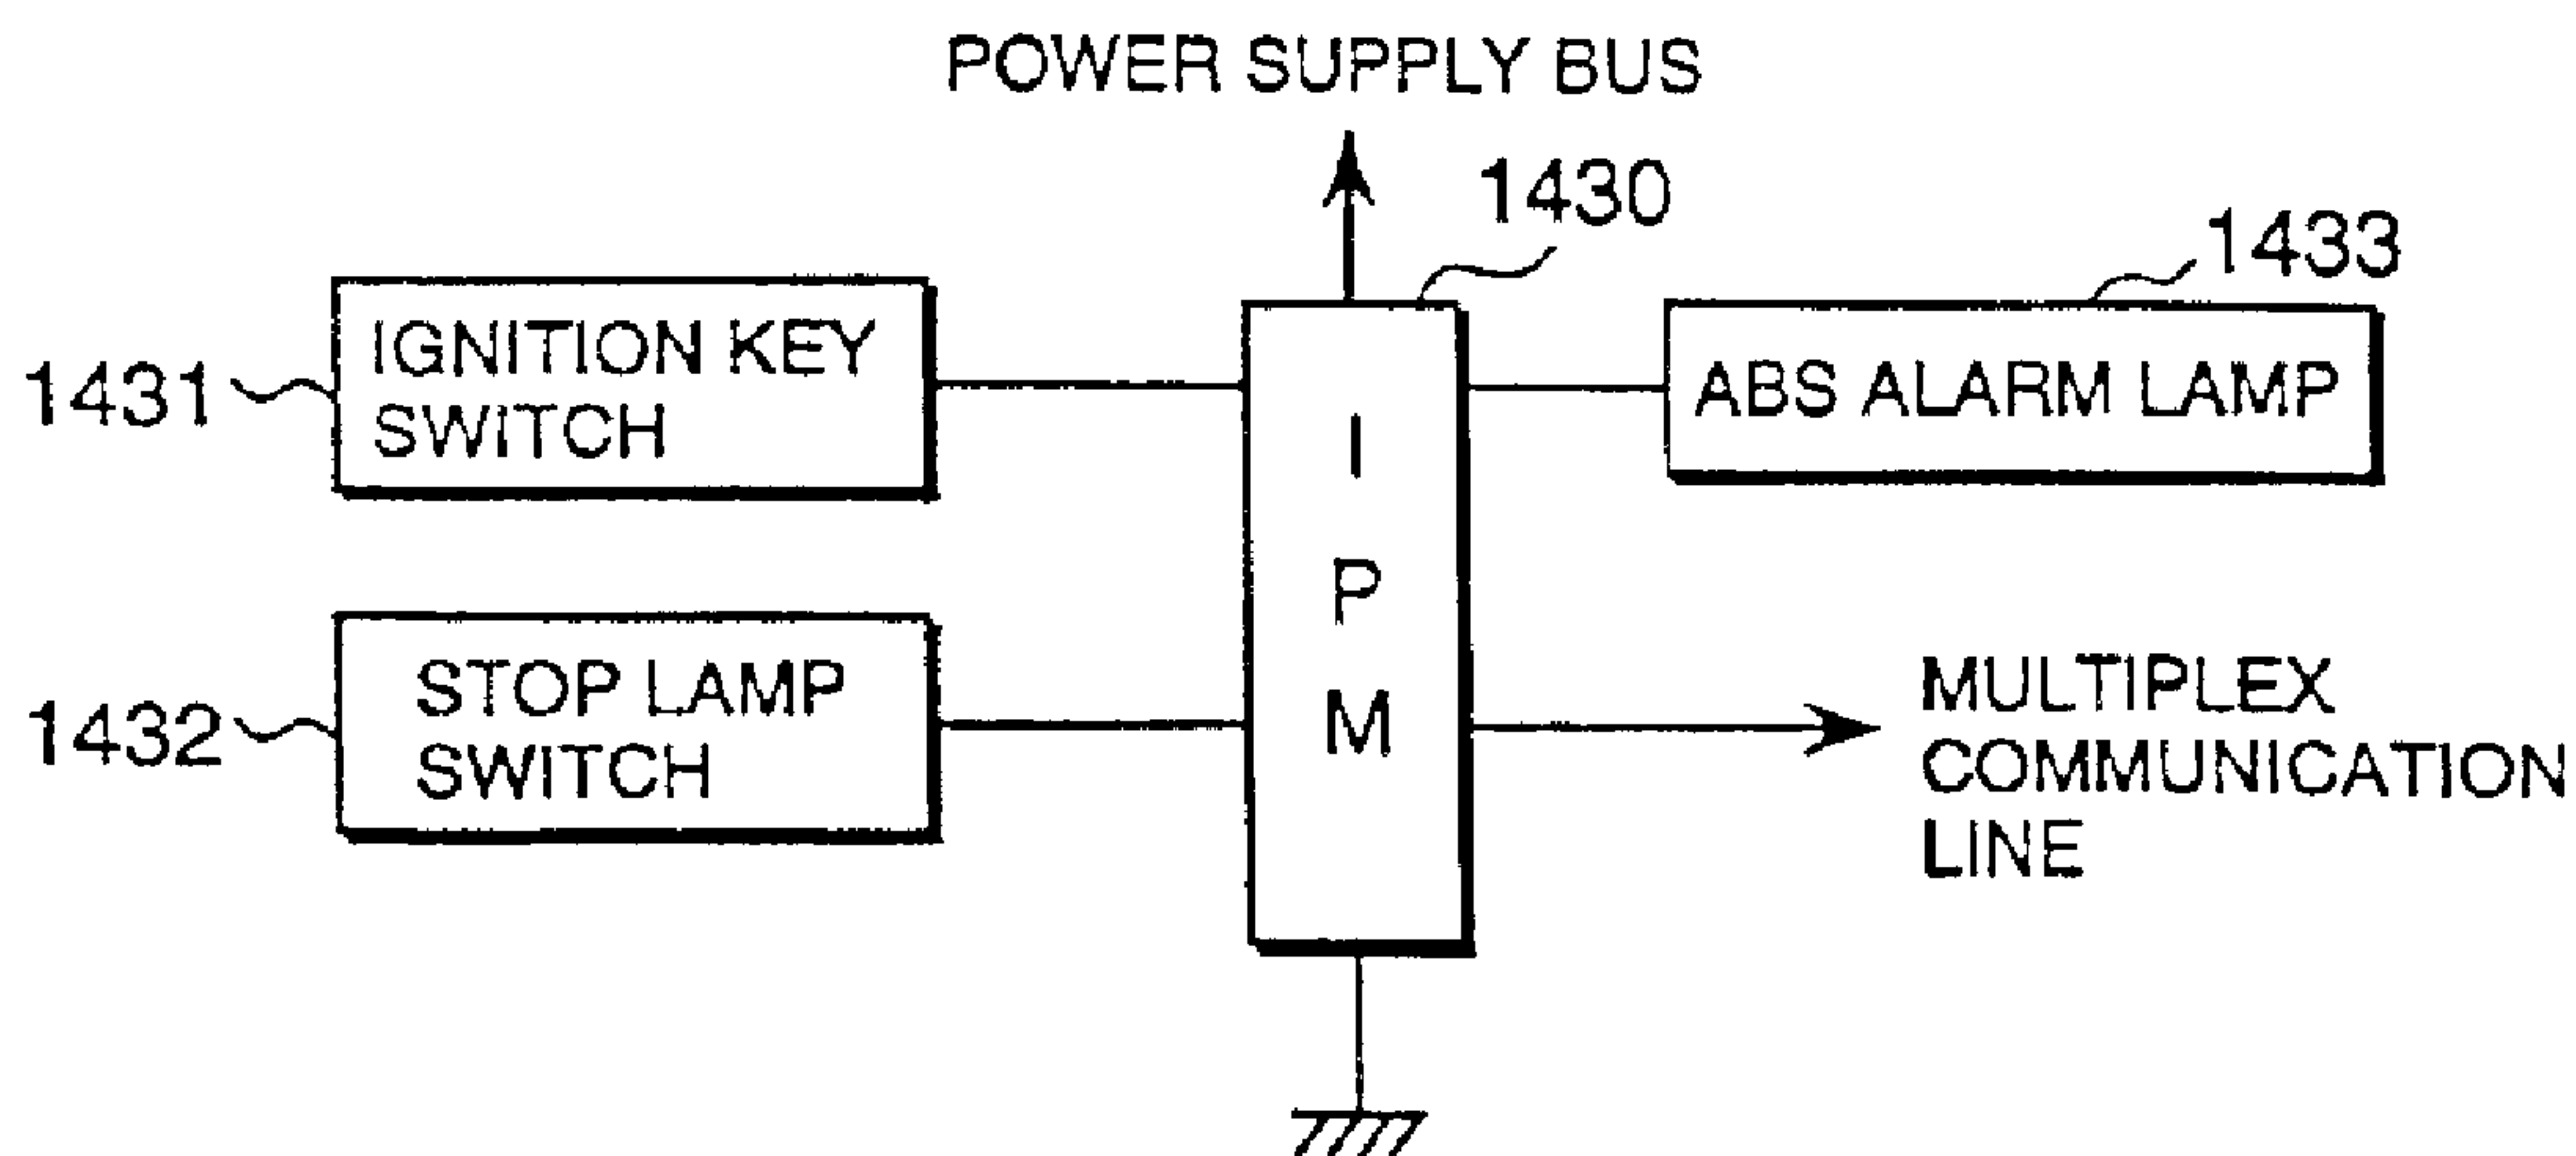 POWER SUPPLY BUS
1430
1433
1431
IGNITION KEY
SWITCH
I
P
M
ABS ALARM LAMP
1432
STOP LAMP
SWITCH
MULTIPLEX
COMMUNICATION
LINE